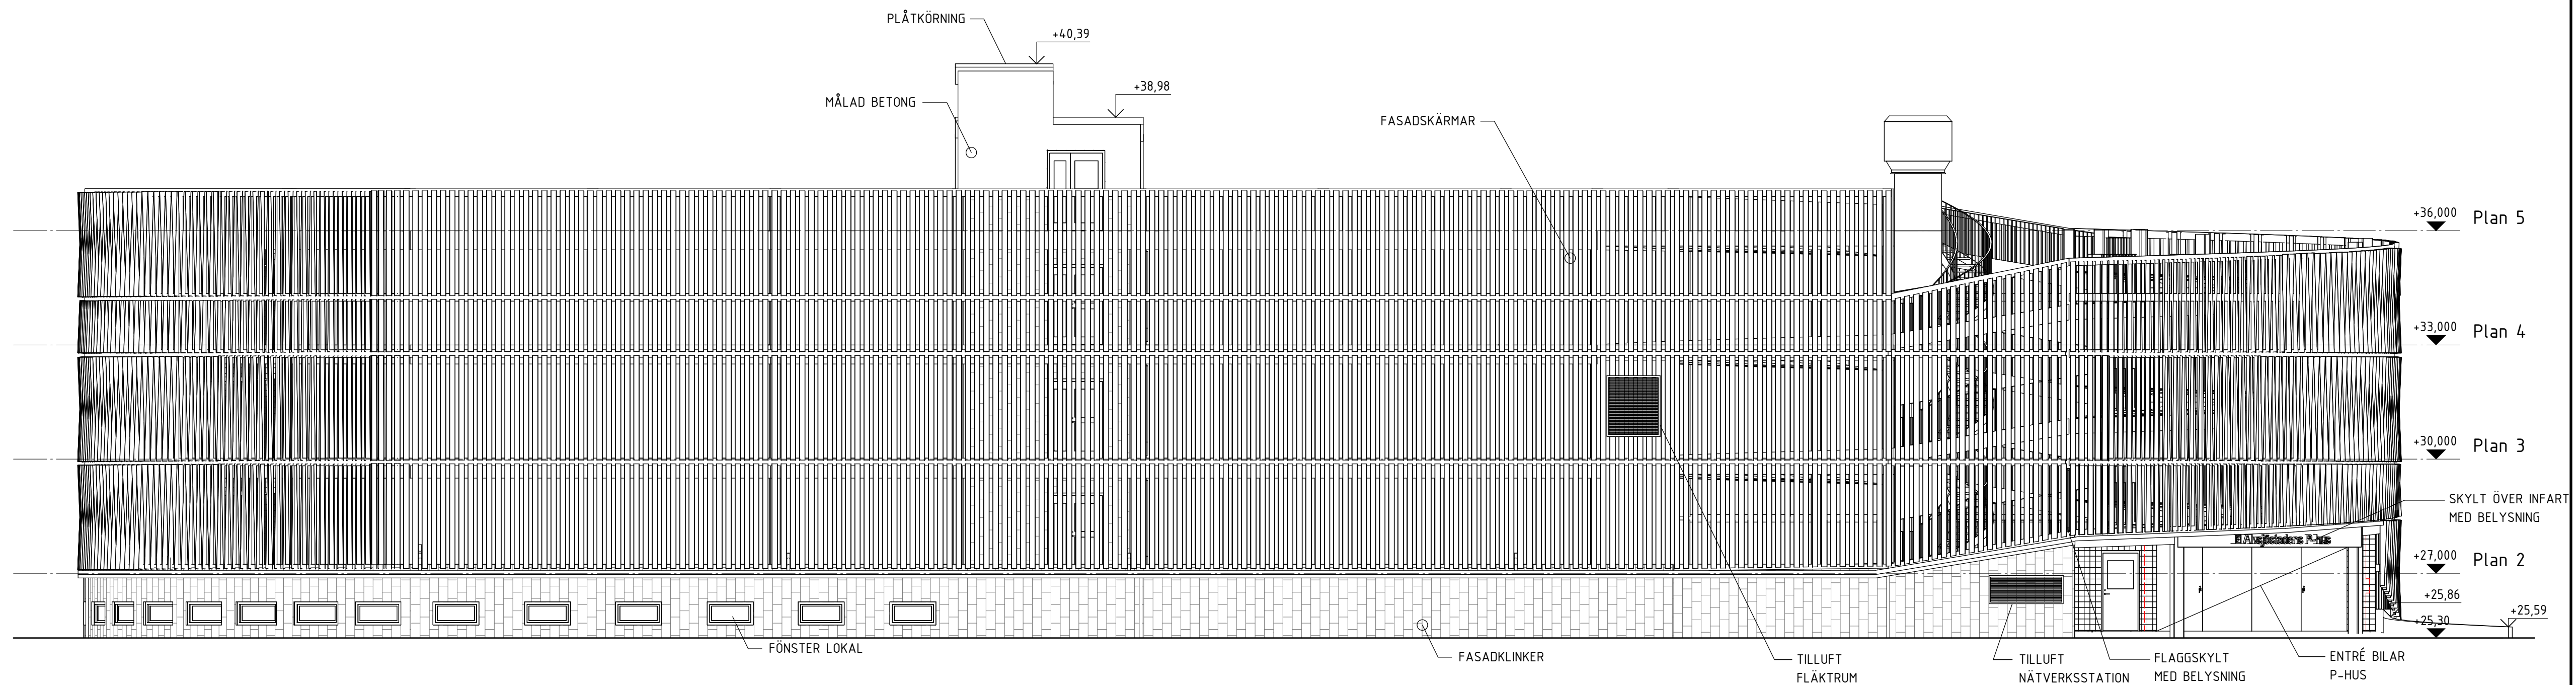 PLÅTKÖRNING
+40,39
+38,98
MÅLAD BETONG
FASADSKÄRMAR
+36,000 Plan 5
+33,000 Plan 4
+30,000 Plan 3
SKYLT ÖVER INFART
MED BELYSNING
Älvsjöstadens P-hus
+27,000 Plan 2
+25,86
+25,59
+25,30
FÖNSTER LOKAL
FASADKLINKER
TILLUFT
FLÄKTRUM
TILLUFT
NÄTVERKSSTATION
FLAGGSKYLT
MED BELYSNING
ENTRÉ BILAR
P-HUS